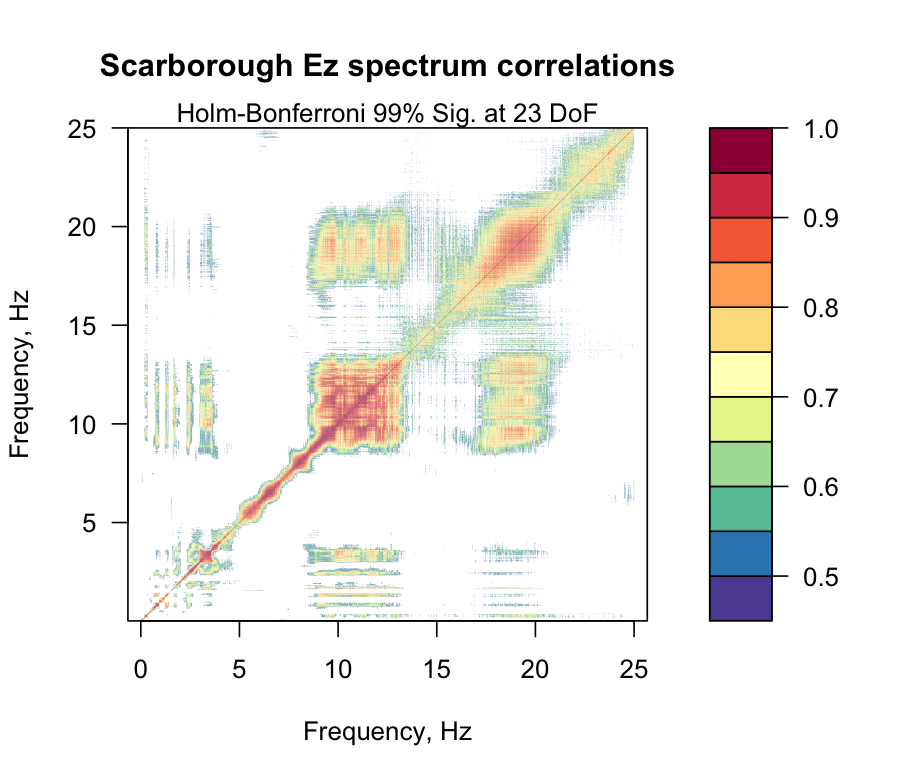 Scarborough Ez spectrum correlations
Holm-Bonferroni 99% Sig. at 23 DoF
Frequency, Hz
25
20
15
10
5
0 5 10 15 20 25
Frequency, Hz
1.0
0.9
0.8
0.7
0.6
0.5